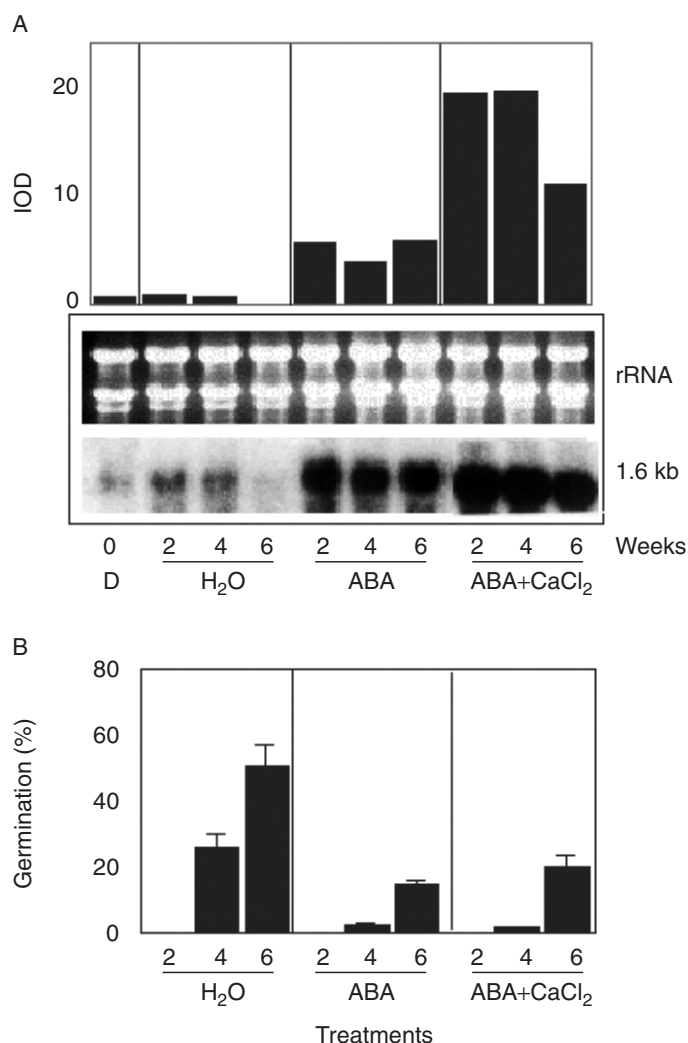 A
20
10
0
IOD
rRNA
1.6 kb
0 2 4 6 2 4 6 2 4 6 Weeks
D H₂O ABA ABA+CaCl₂
B
80
60
40
20
0
Germination (%)
2 4 6 2 4 6 2 4 6
H₂O ABA ABA+CaCl₂
Treatments